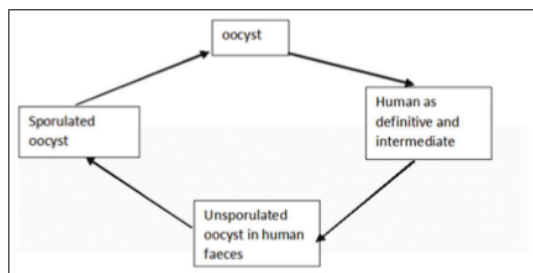 oocyst
Human as
definitive and
intermediate
Unsporulated
oocyst in human
faeces
Sporulated
oocyst